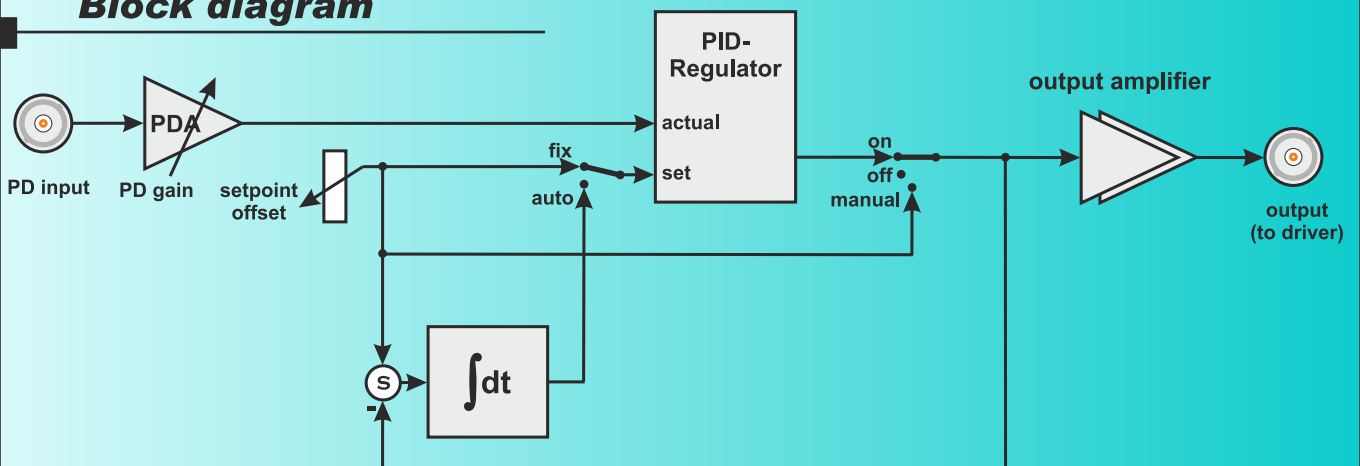 Block diagram
PID-
Regulator
output amplifier
PDA
actual
on
fix
set
off
PD input
PD gain
setpoint
offset
auto
manual
output
(to driver)
S
-
∫dt